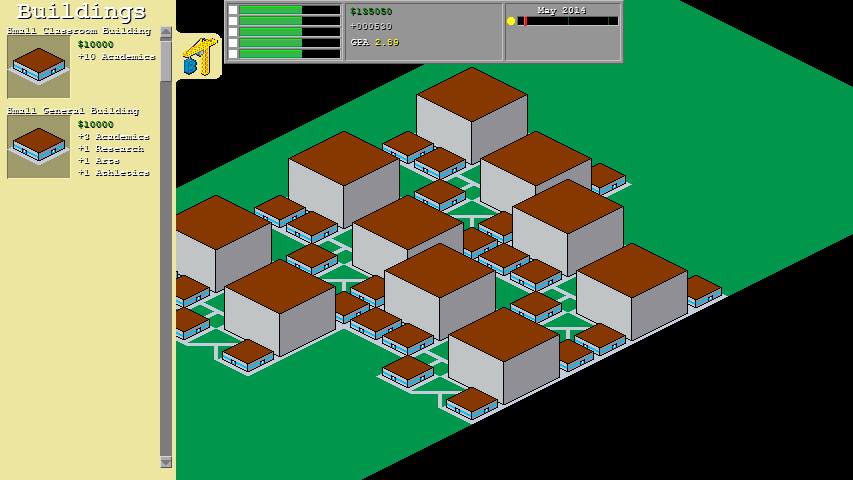 Buildings
Small Classroom Building
$10000
+10 Academics
Small General Building
$10000
+3 Academics
+1 Research
+1 Arts
+1 Athletics
$135050
+000530
GPA 2.69
May 2014
B